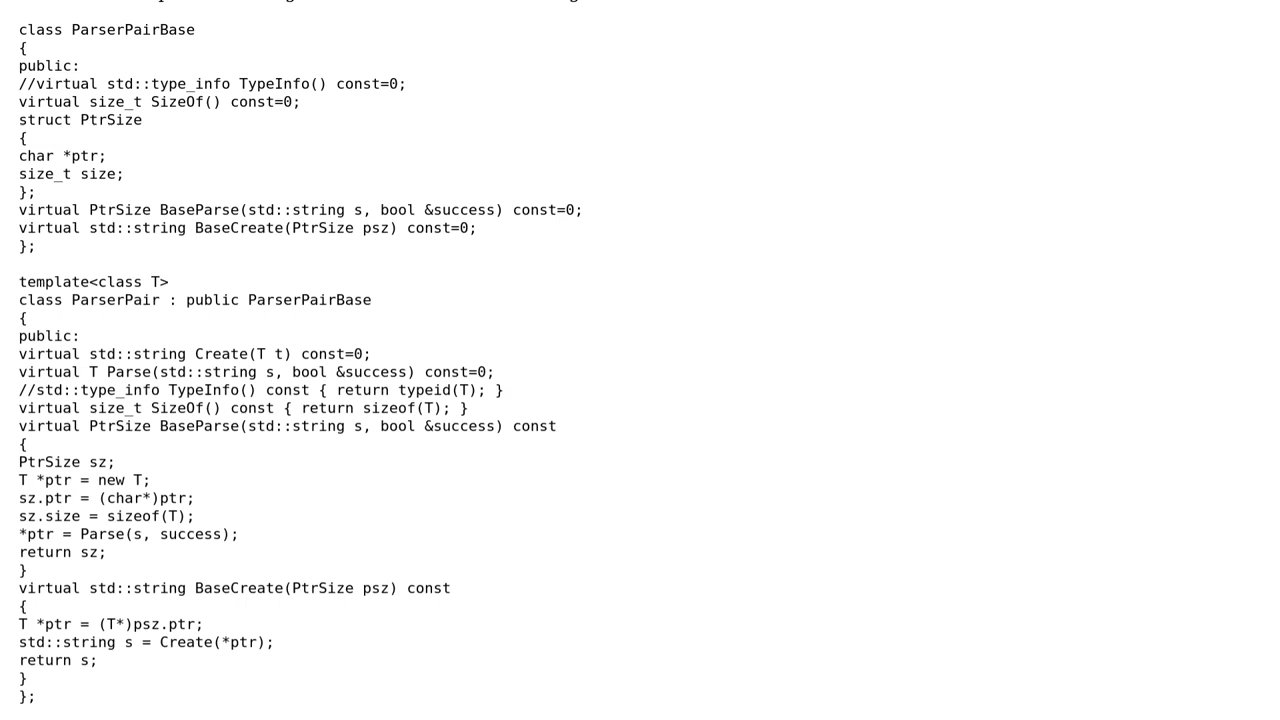 class ParserPairBase
{
public:
//virtual std::type_info TypeInfo() const=0;
virtual size_t SizeOf() const=0;
struct PtrSize
{
char *ptr;
size_t size;
};
virtual PtrSize BaseParse(std::string s, bool &success) const=0;
virtual std::string BaseCreate(PtrSize psz) const=0;
};

template<class T>
class ParserPair : public ParserPairBase
{
public:
virtual std::string Create(T t) const=0;
virtual T Parse(std::string s, bool &success) const=0;
//std::type_info TypeInfo() const { return typeid(T); }
virtual size_t SizeOf() const { return sizeof(T); }
virtual PtrSize BaseParse(std::string s, bool &success) const
{
PtrSize sz;
T *ptr = new T;
sz.ptr = (char*)ptr;
sz.size = sizeof(T);
*ptr = Parse(s, success);
return sz;
}
virtual std::string BaseCreate(PtrSize psz) const
{
T *ptr = (T*)psz.ptr;
std::string s = Create(*ptr);
return s;
}
};